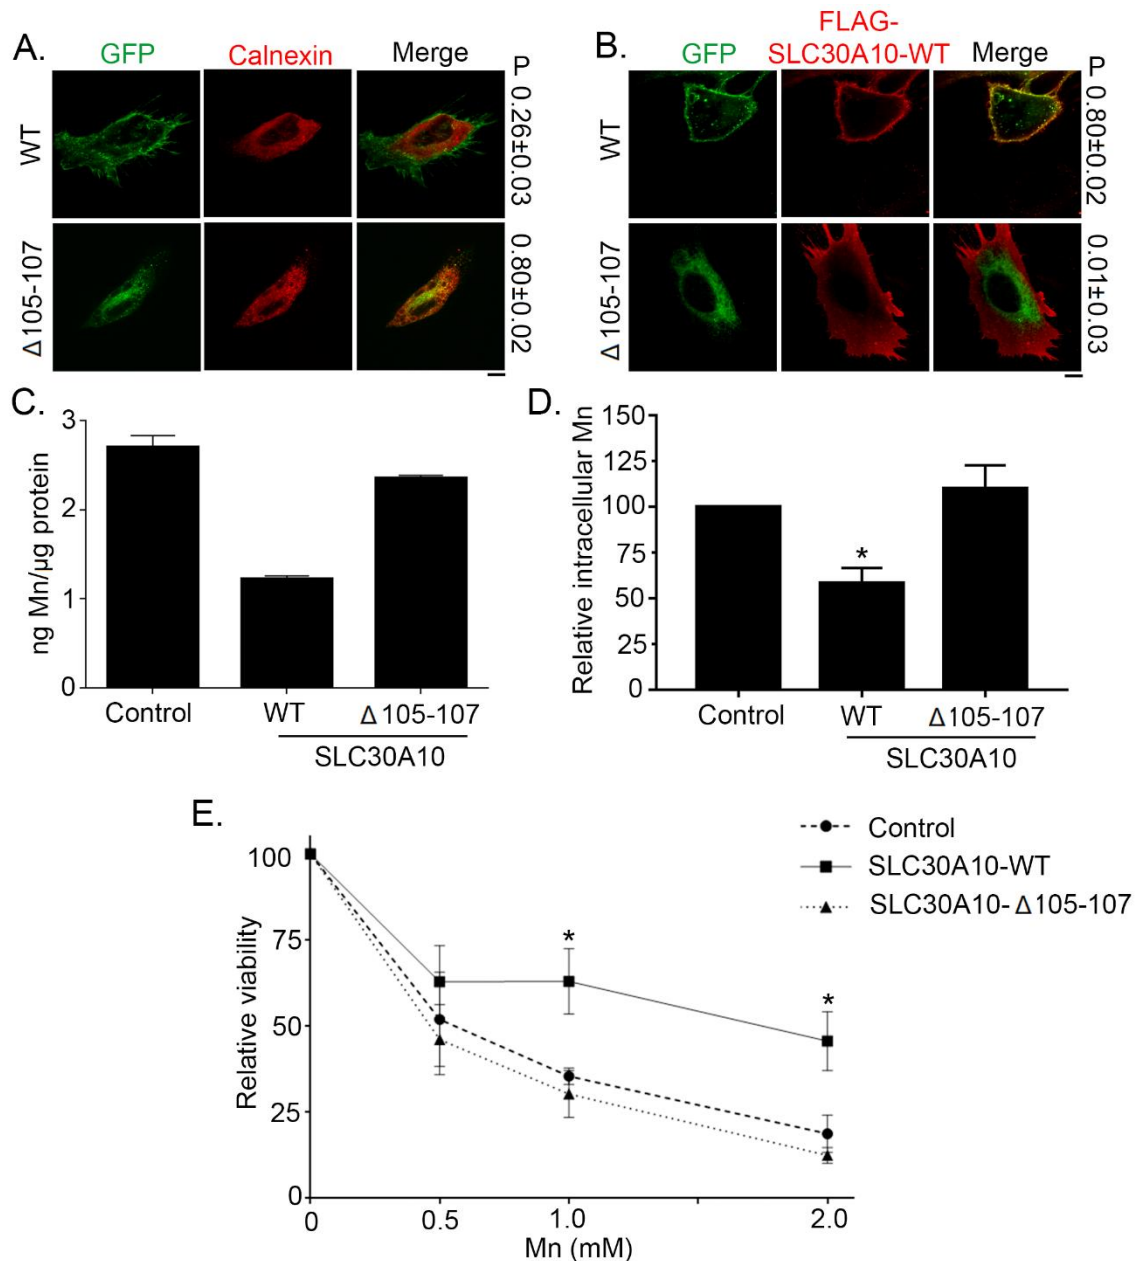 A.
GFP
Calnexin
Merge
P
WT
0.26±0.03
Δ105-107
0.80±0.02
B.
FLAG-
GFP
SLC30A10-WT
Merge
P
WT
0.80±0.02
Δ105-107
0.01±0.03
C.
ng Mn/µg protein
3
2
1
0
Control
WT
Δ105-107
SLC30A10
D.
Relative intracellular Mn
150
125
100
75
50
25
0
*
Control
WT
Δ105-107
SLC30A10
E.
Control
SLC30A10-WT
SLC30A10-Δ105-107
Relative viability
100
75
50
25
0
*
*
0
0.5
1.0
2.0
Mn (mM)